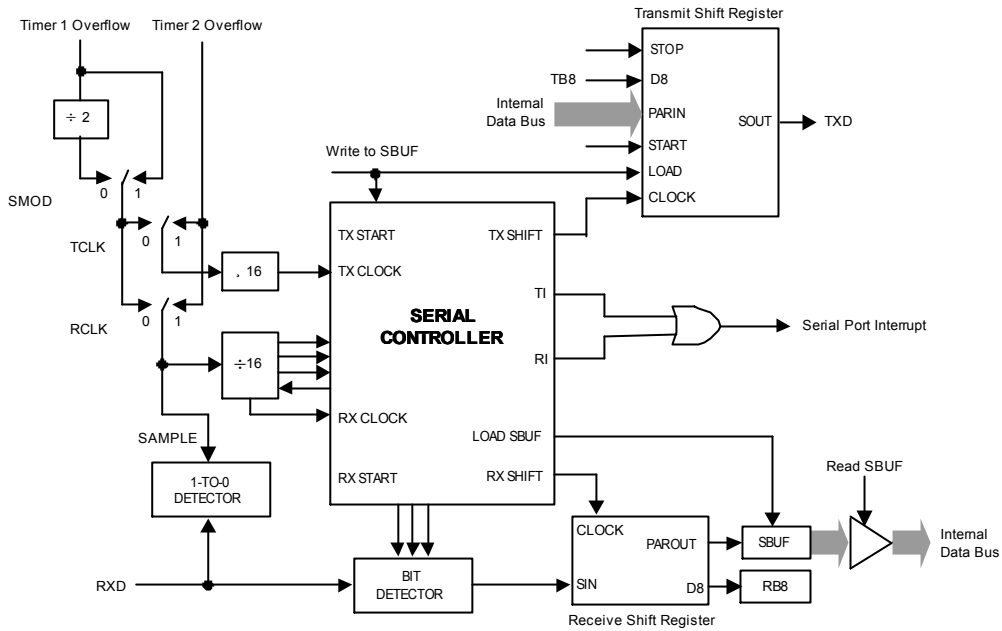 Timer 1 Overflow
Timer 2 Overflow
Transmit Shift Register
STOP
TB8
D8
Internal
Data Bus
PARIN
SOUT
TXD
START
LOAD
CLOCK
÷ 2
Write to SBUF
SMOD
0
1
TCLK
0
1
¸ 16
TX START
TX SHIFT
TX CLOCK
TI
SERIAL
CONTROLLER
Serial Port Interrupt
RCLK
0
1
÷16
RI
RX CLOCK
LOAD SBUF
SAMPLE
RX START
RX SHIFT
Read SBUF
1-TO-0
DETECTOR
CLOCK
PAROUT
SBUF
Internal
Data Bus
RXD
BIT
DETECTOR
SIN
D8
RB8
Receive Shift Register